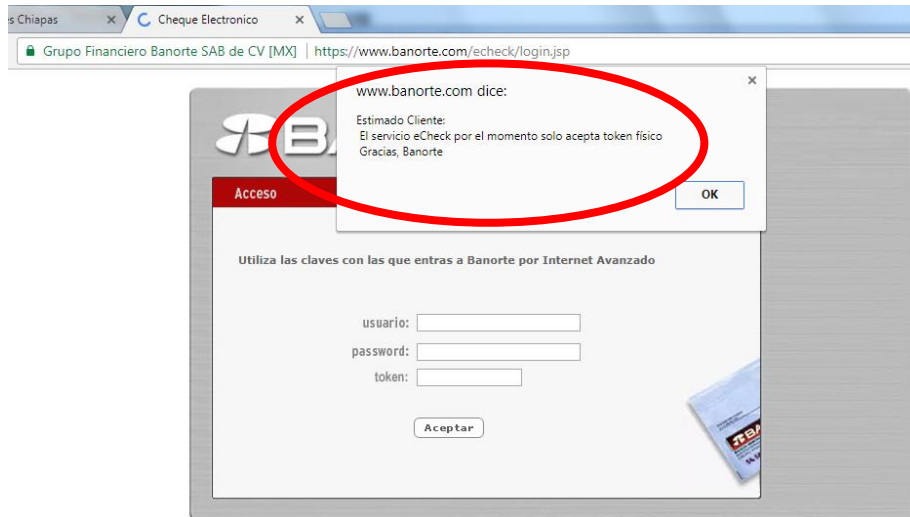 s Chiapas
Cheque Electronico
Grupo Financiero Banorte SAB de CV [MX] | https://www.banorte.com/echeck/login.jsp
www.banorte.com dice:
Estimado Cliente:
El servicio eCheck por el momento solo acepta token físico
Gracias, Banorte
OK
Acceso
Utiliza las claves con las que entras a Banorte por Internet Avanzado
usuario:
password:
token:
Aceptar